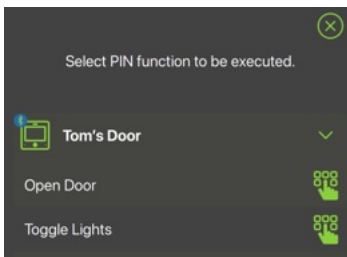 Select PIN function to be executed.
Tom's Door
Open Door
Toggle Lights